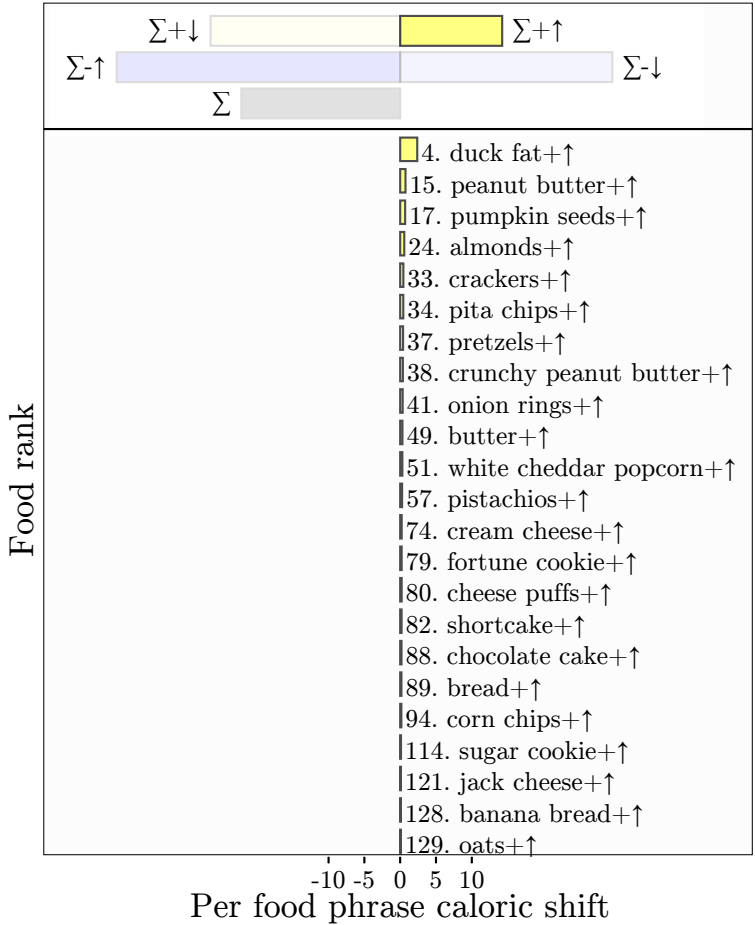 ∑+↓ ∑+↑
∑-↑ ∑-↓
∑
4. duck fat+↑
15. peanut butter+↑
17. pumpkin seeds+↑
24. almonds+↑
33. crackers+↑
34. pita chips+↑
37. pretzels+↑
38. crunchy peanut butter+↑
41. onion rings+↑
49. butter+↑
51. white cheddar popcorn+↑
57. pistachios+↑
74. cream cheese+↑
79. fortune cookie+↑
80. cheese puffs+↑
82. shortcake+↑
88. chocolate cake+↑
89. bread+↑
94. corn chips+↑
114. sugar cookie+↑
121. jack cheese+↑
128. banana bread+↑
129. oats+↑
Food rank
-10 -5 0 5 10
Per food phrase caloric shift